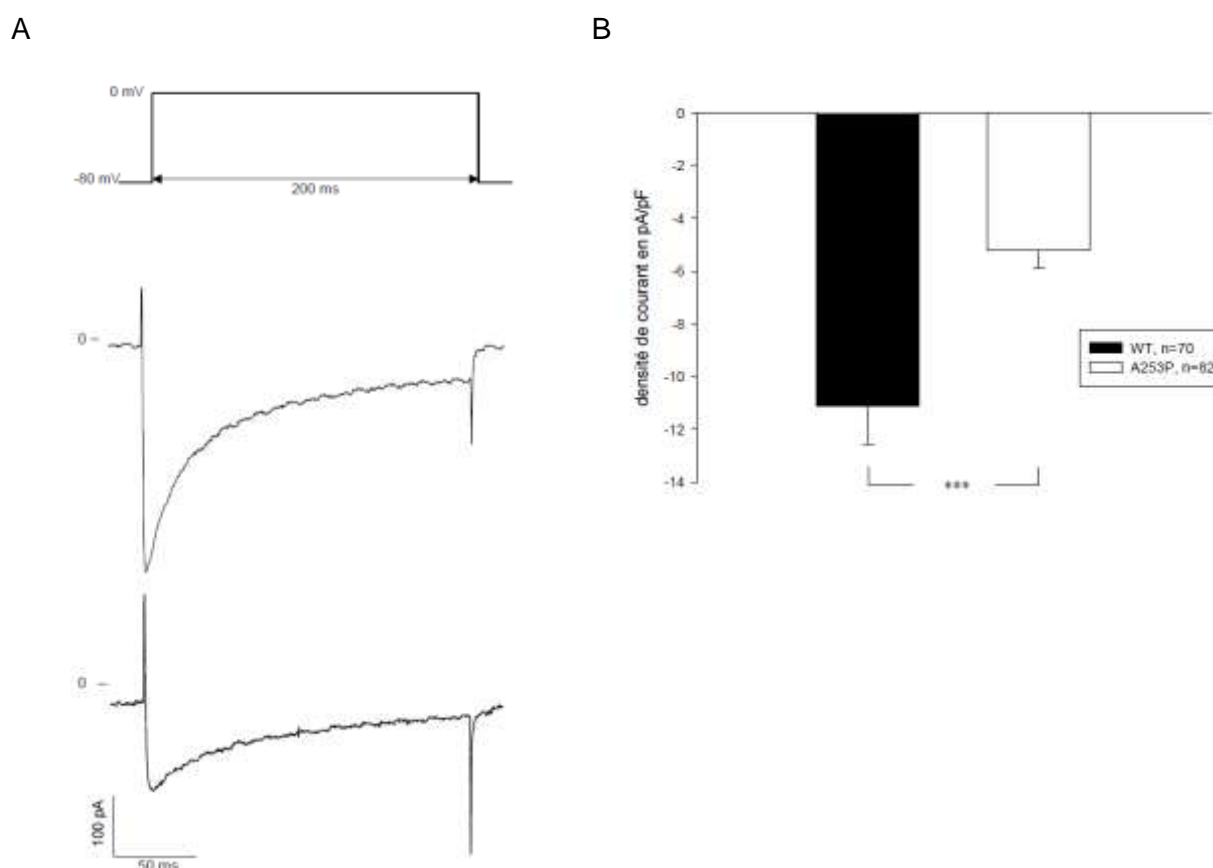 A
B
0 mV
-80 mV
200 ms
0
0
100 pA
50 ms
densité de courant en pA/pF
0
-2
-4
-6
-8
-10
-12
-14
***
WT, n=70
A253P, n=82